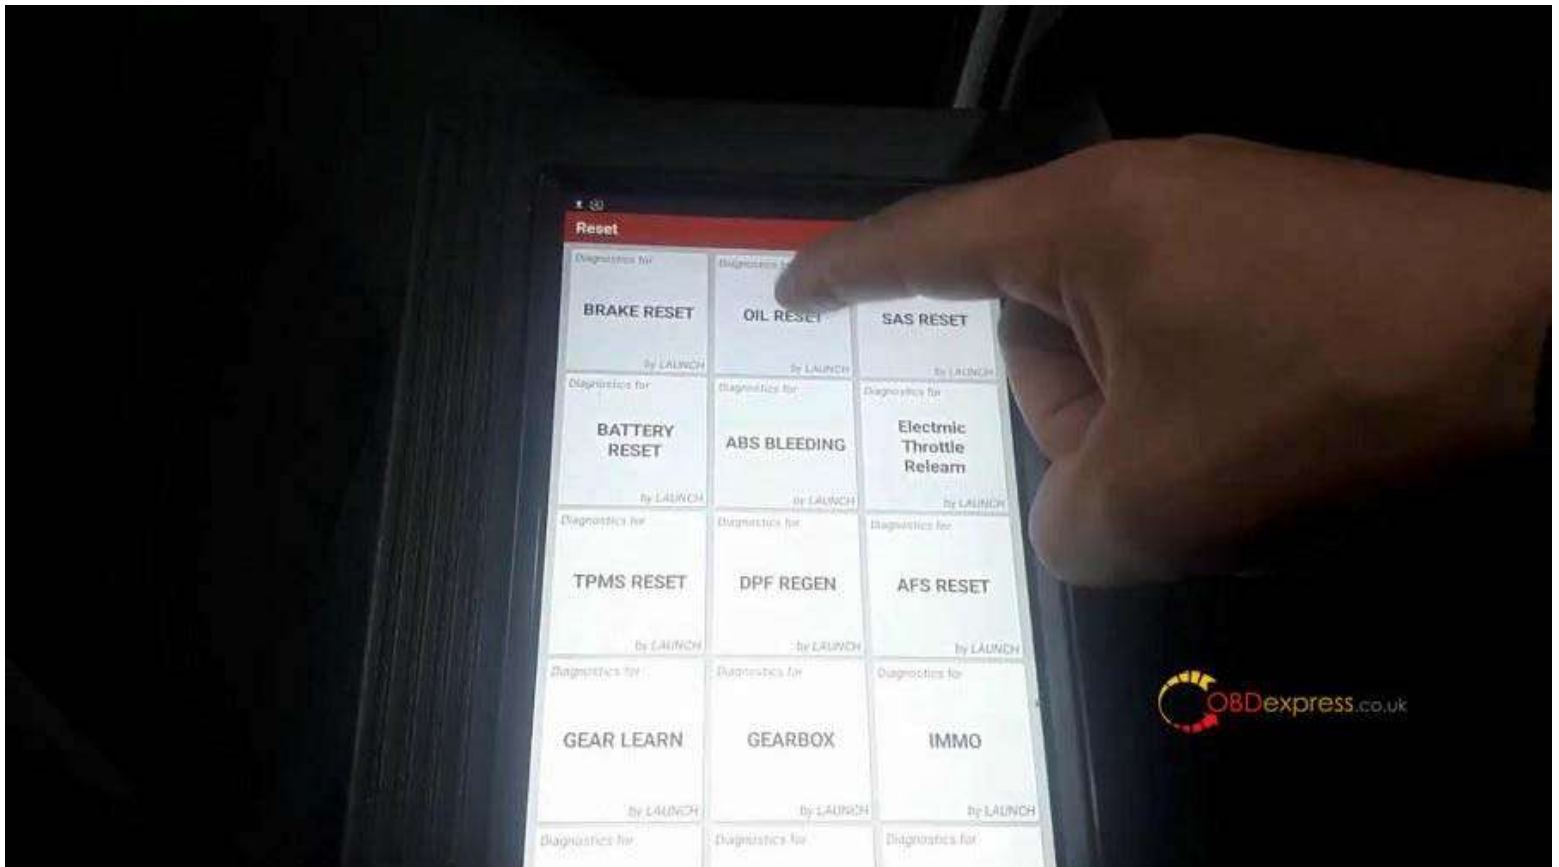 Reset
Diagnostics for
Diagnostics
BRAKE RESET
OIL RESET
SAS RESET
by LAUNCH
by LAUNCH
by LAUNCH
Diagnostics for
Diagnostics for
Diagnostics for
BATTERY
RESET
ABS BLEEDING
Electrnic
Throttle
Relearn
by LAUNCH
by LAUNCH
by LAUNCH
Diagnostics for
Diagnostics for
Diagnostics for
TPMS RESET
DPF REGEN
AFS RESET
by LAUNCH
by LAUNCH
by LAUNCH
Diagnostics for
Diagnostics for
Diagnostics for
GEAR LEARN
GEARBOX
IMMO
by LAUNCH
by LAUNCH
by LAUNCH
Diagnostics for
Diagnostics for
Diagnostics for
OBDexpress.co.uk